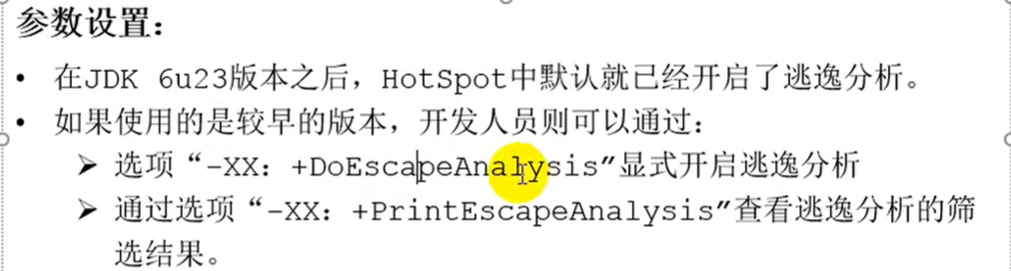 参数设置：
• 在JDK 6u23版本之后，HotSpot中默认就已经开启了逃逸分析。
• 如果使用的是较早的版本，开发人员则可以通过：
➢ 选项“-XX：+DoEscapeAnalysis”显式开启逃逸分析
➢ 通过选项“-XX：+PrintEscapeAnalysis”查看逃逸分析的筛
选结果。